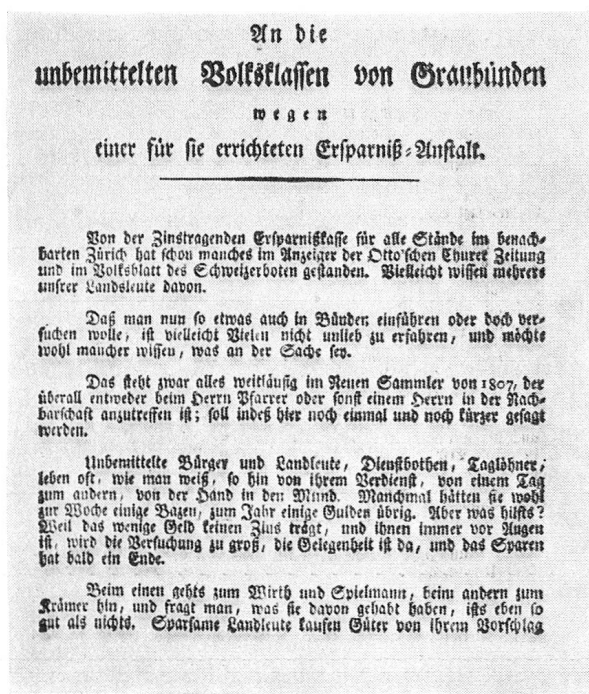 An die
unbemittelten Volksklassen von Graubünden
wegen
einer für sie errichteten Ersparniß-Anstalt.
Von der Zinstragenden Ersparnißkasse für alle Stände im benach-
barten Zürich hat schon manches im Anzeiger der Otto'schen Churer Zeitung
und im Volksblatt des Schweizerboten gestanden. Vielleicht wissen mehrere
unsrer Landsleute davon.
Daß man nun so etwas auch in Bünden einführen oder doch ver-
suchen wolle, ist vielleicht Vielen nicht unlieb zu erfahren, und möchte
wohl mancher wissen, was an der Sache sey.
Das steht zwar alles weitläufig im Neuen Sammler von 1807, der
überall entweder beim Herrn Pfarrer oder sonst einem Herrn in der Nach-
barschaft anzutreffen ist; soll indeß hier noch einmal und noch kürzer gesagt
werden.
Unbemittelte Bürger und Landleute, Dienstbothen, Taglöhner,
leben oft, wie man weiß, so hin von ihrem Verdienst, von einem Tag
zum andern, von der Hand in den Mund. Manchmal hätten sie wohl
zur Woche einige Bazen, zum Jahr einige Gulden übrig. Aber was hilfts?
Weil das wenige Geld keinen Zins trägt, und ihnen immer vor Augen
ist, wird die Versuchung zu groß, die Gelegenheit ist da, und das Sparen
hat bald ein Ende.
Beim einen gehts zum Wirth und Spielmann, beim andern zum
Krämer hin, und fragt man, was sie davon gehabt haben, ists eben so
gut als nichts. Sparsame Landleute kaufen Güter von ihrem Vorschlag